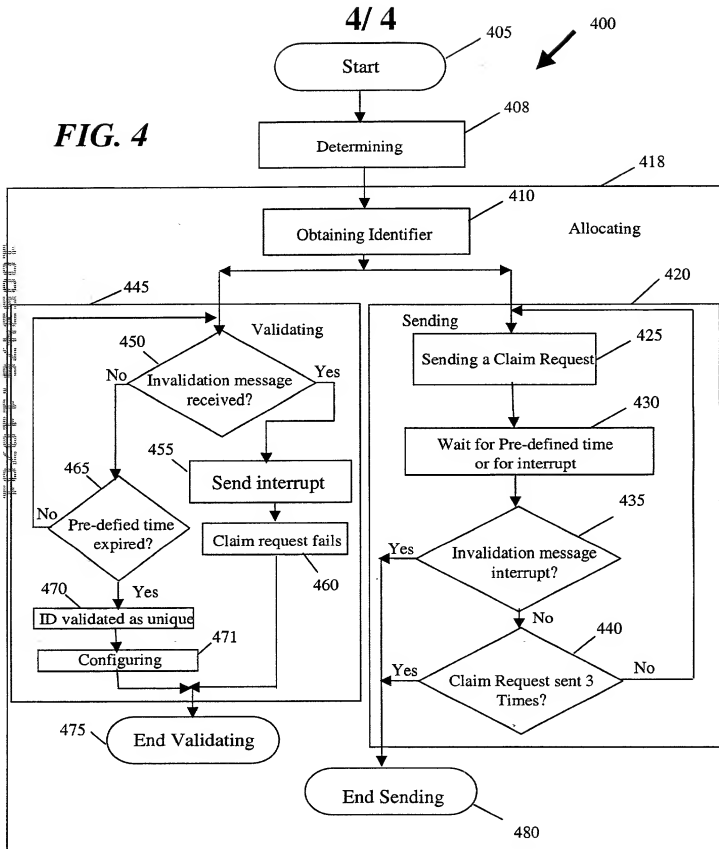 4/ 4
400
405
Start
FIG. 4
408
Determining
418
410
Obtaining Identifier
Allocating
445
420
Validating
Sending
450
425
No
Invalidation message
received?
Yes
Sending a Claim Request
430
455
Wait for Pre-defined time
or for interrupt
465
Send interrupt
435
No
Pre-defied time
expired?
Claim request fails
460
Yes
Invalidation message
interrupt?
470
Yes
ID validated as unique
No
440
471
Configuring
Yes
Claim Request sent 3
Times?
No
475
End Validating
End Sending
480